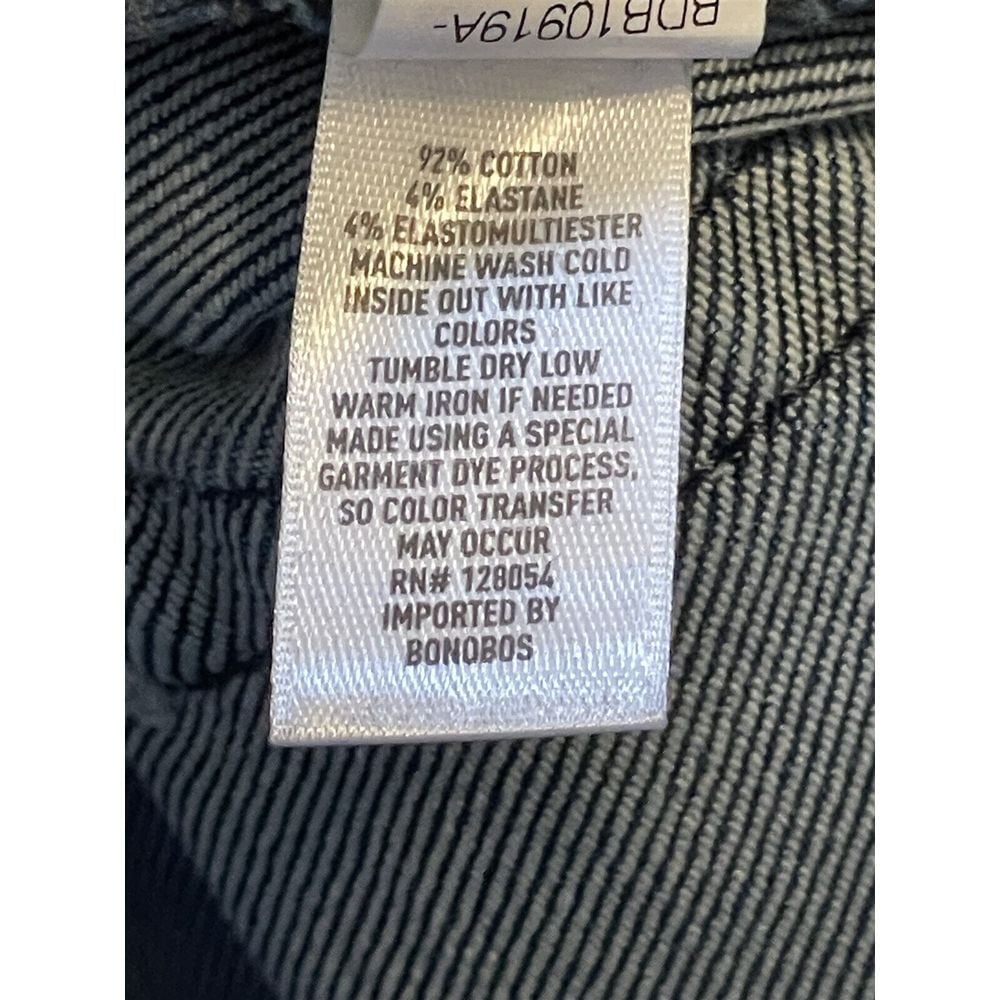 BDB10919A-
92% COTTON
4% ELASTANE
4% ELASTOMULTIESTER
MACHINE WASH COLD
INSIDE OUT WITH LIKE
COLORS
TUMBLE DRY LOW
WARM IRON IF NEEDED
MADE USING A SPECIAL
GARMENT DYE PROCESS,
SO COLOR TRANSFER
MAY OCCUR
RN# 128054
IMPORTED BY
BONOBOS